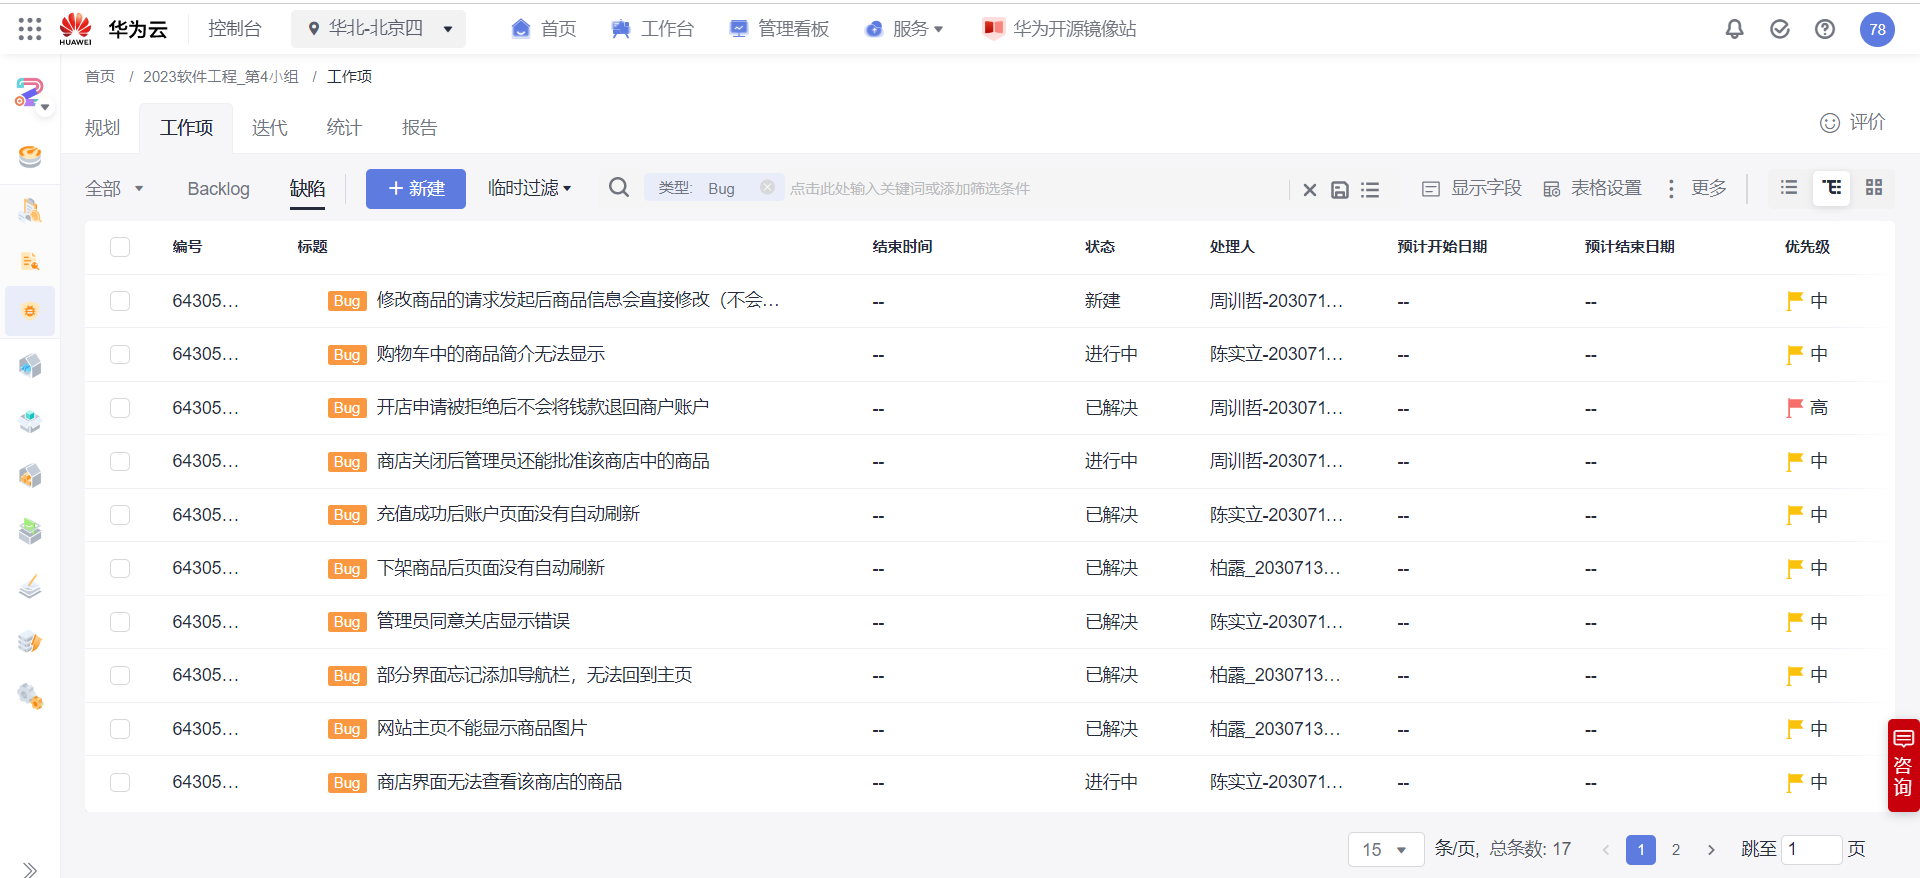 HUAWEI 华为云 控制台 华北-北京四 首页 工作台 管理看板 服务 华为开源镜像站 78
首页 / 2023软件工程_第4小组 / 工作项
规划 工作项 迭代 统计 报告 评价
全部 Backlog 缺陷 + 新建 临时过滤 类型: Bug 点击此处输入关键词或添加筛选条件 显示字段 表格设置 更多
编号 标题 结束时间 状态 处理人 预计开始日期 预计结束日期 优先级
64305... Bug 修改商品的请求发起后商品信息会直接修改（不会... -- 新建 周训哲-203071... -- -- 中
64305... Bug 购物车中的商品简介无法显示 -- 进行中 陈实立-203071... -- -- 中
64305... Bug 开店申请被拒绝后不会将钱款退回商户账户 -- 已解决 周训哲-203071... -- -- 高
64305... Bug 商店关闭后管理员还能批准该商店中的商品 -- 进行中 周训哲-203071... -- -- 中
64305... Bug 充值成功后账户页面没有自动刷新 -- 已解决 陈实立-203071... -- -- 中
64305... Bug 下架商品后页面没有自动刷新 -- 已解决 柏露_2030713... -- -- 中
64305... Bug 管理员同意关店显示错误 -- 已解决 陈实立-203071... -- -- 中
64305... Bug 部分界面忘记添加导航栏，无法回到主页 -- 已解决 柏露_2030713... -- -- 中
64305... Bug 网站主页不能显示商品图片 -- 已解决 柏露_2030713... -- -- 中
64305... Bug 商店界面无法查看该商店的商品 -- 进行中 陈实立-203071... -- -- 中
咨询
15 条/页, 总条数: 17 1 2 跳至 1 页